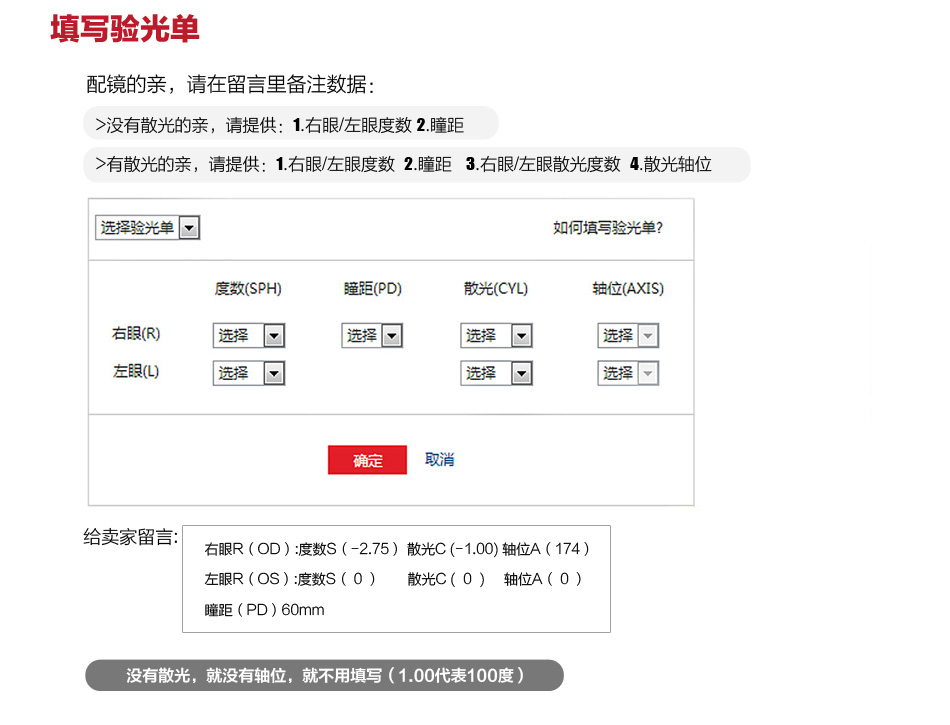 填写验光单
配镜的亲，请在留言里备注数据：
>没有散光的亲，请提供：1.右眼/左眼度数 2.瞳距
>有散光的亲，请提供：1.右眼/左眼度数 2.瞳距 3.右眼/左眼散光度数 4.散光轴位
选择验光单 如何填写验光单?
度数(SPH) 瞳距(PD) 散光(CYL) 轴位(AXIS)
右眼(R) 选择 选择 选择 选择
左眼(L) 选择 选择 选择
确定 取消
给卖家留言:
右眼R（OD）:度数S（-2.75）散光C (-1.00) 轴位A（174）
左眼R（OS）:度数S（0） 散光C（0） 轴位A（0）
瞳距（PD）60mm
没有散光，就没有轴位，就不用填写（1.00代表100度）